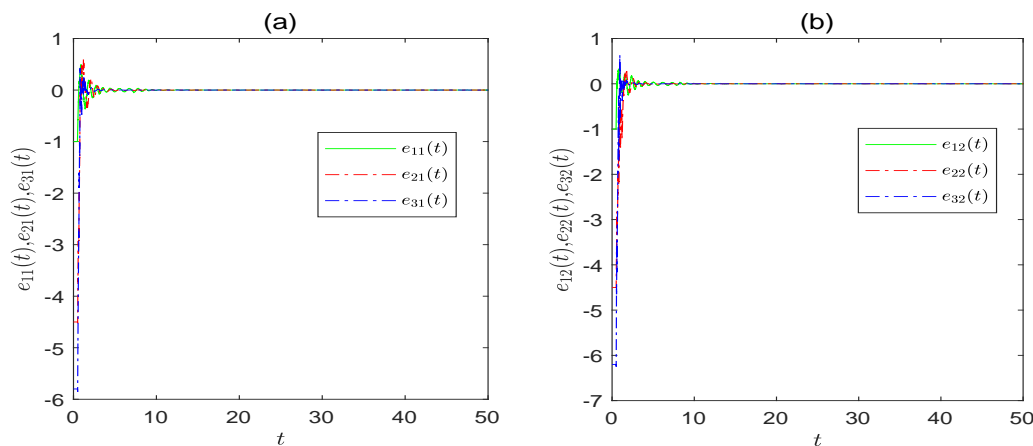 (a)
1
0
-1
-2
-3
-4
-5
-6
0 10 20 30 40 50
t
e₁₁(t),e₂₁(t),e₃₁(t)
e₁₁(t)
e₂₁(t)
e₃₁(t)
(b)
1
0
-1
-2
-3
-4
-5
-6
-7
0 10 20 30 40 50
t
e₁₂(t),e₂₂(t),e₃₂(t)
e₁₂(t)
e₂₂(t)
e₃₂(t)